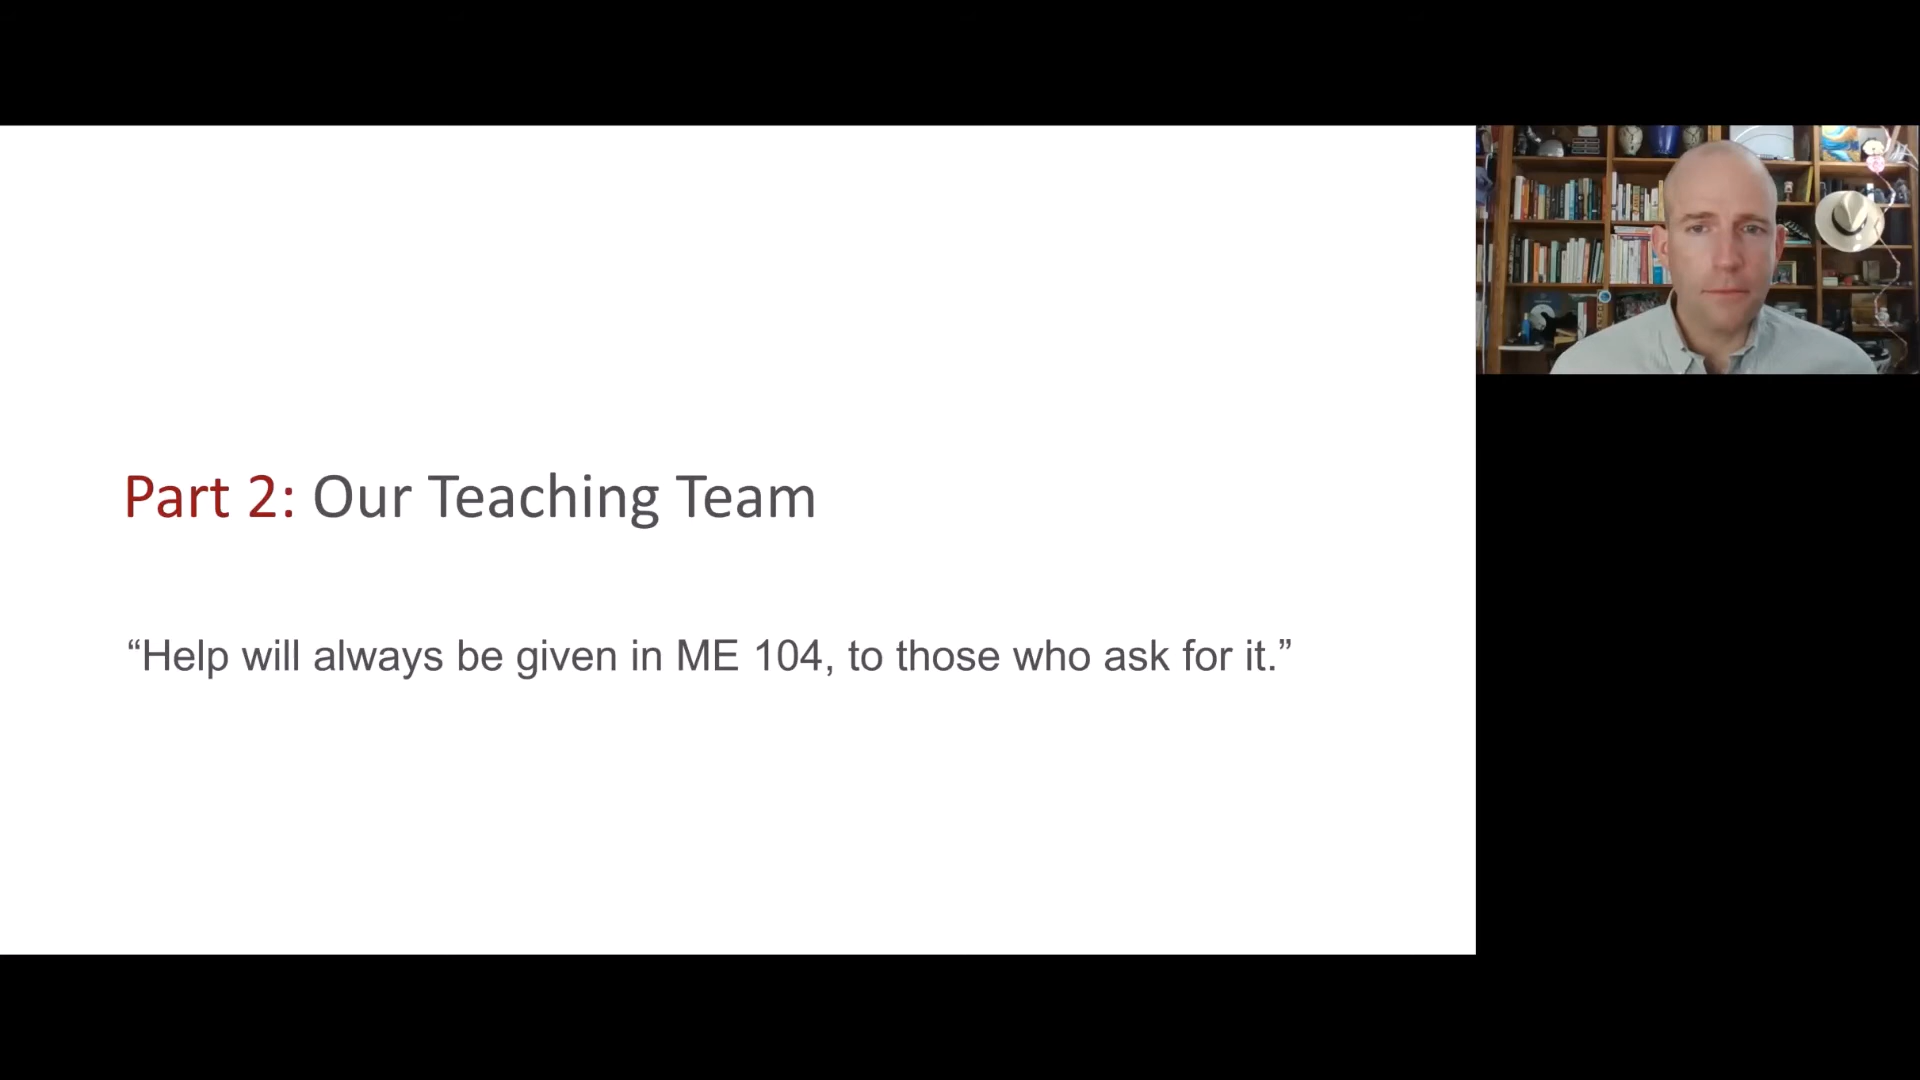 Part 2: Our Teaching Team
“Help will always be given in ME 104, to those who ask for it.”